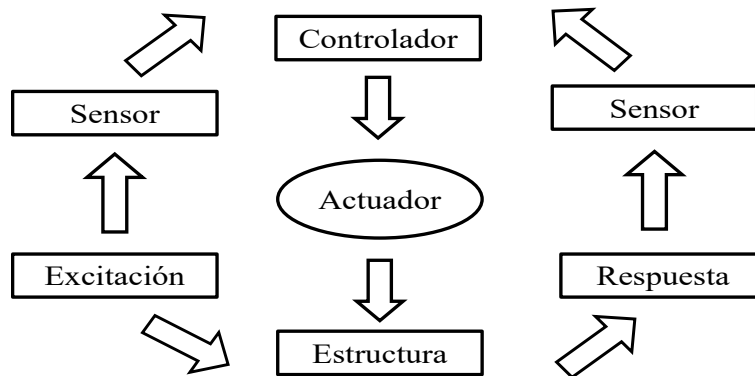 Controlador
Sensor
Sensor
Actuador
Excitación
Respuesta
Estructura